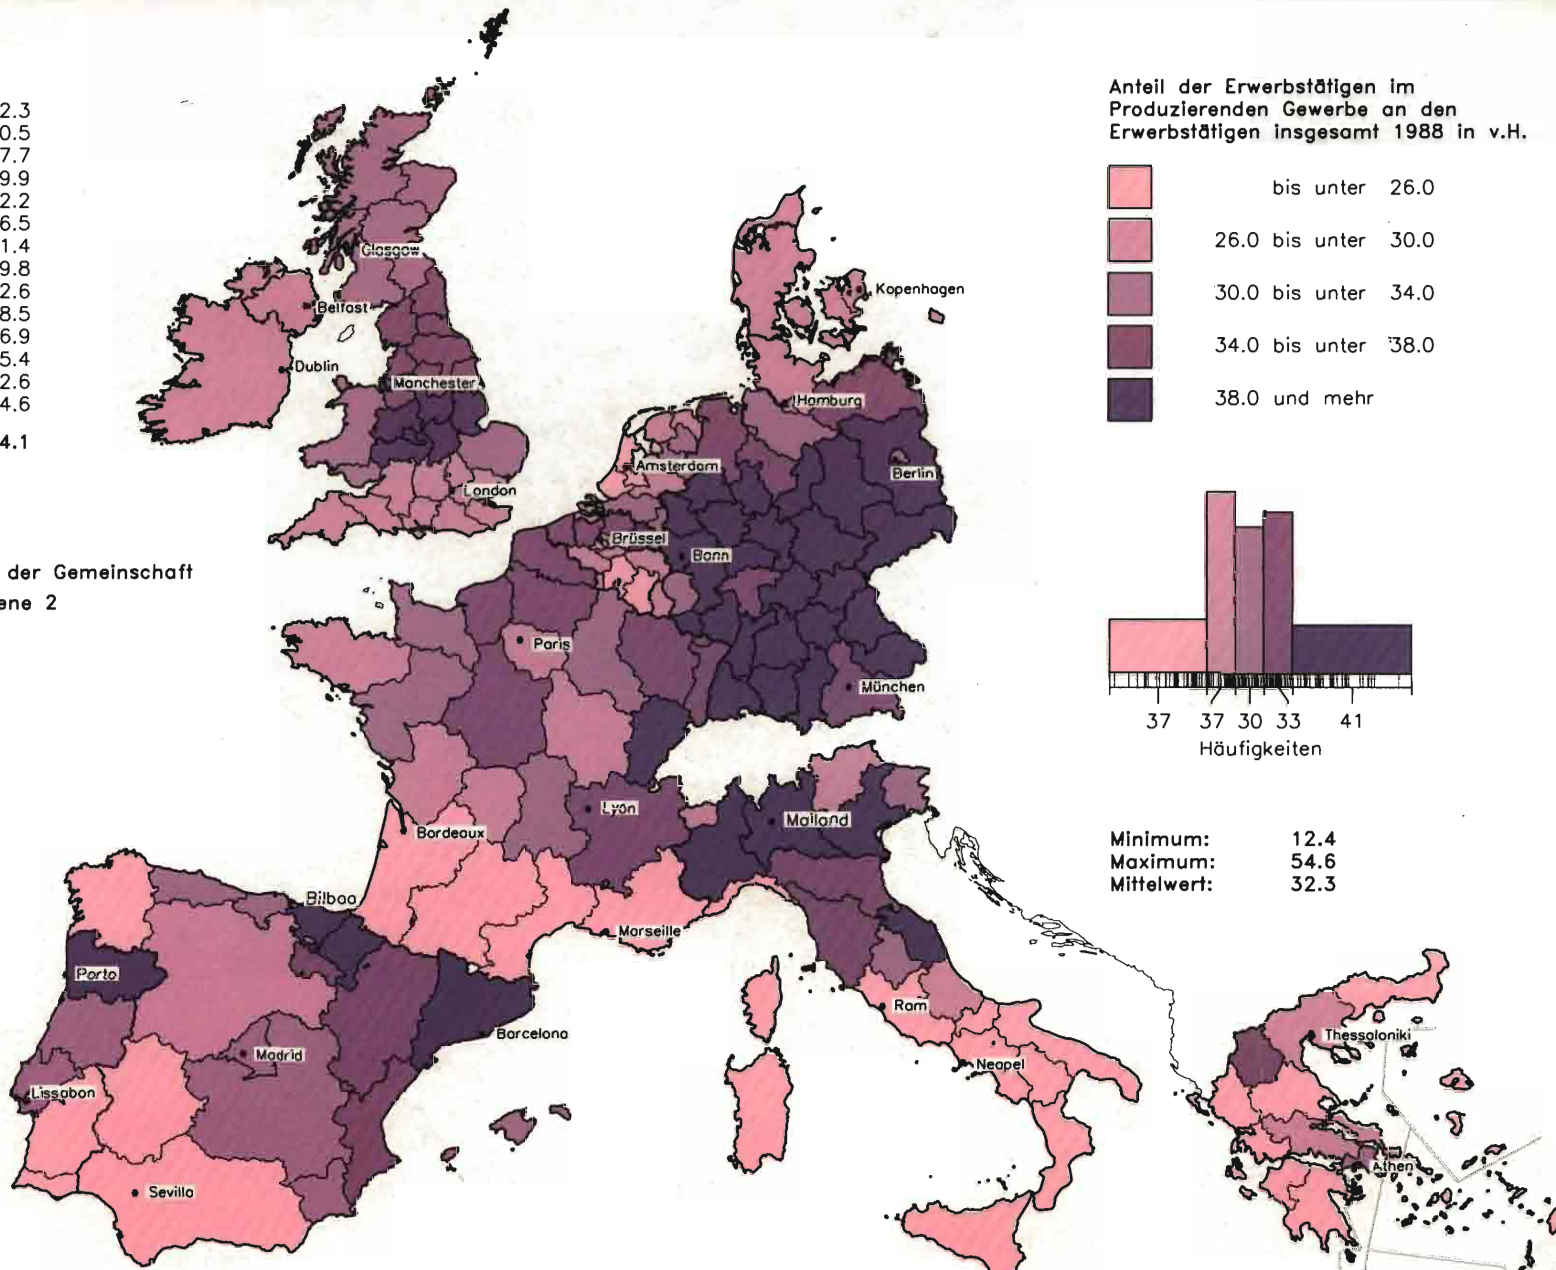 2.3
0.5
7.7
9.9
2.2
6.5
1.4
9.8
2.6
8.5
6.9
5.4
2.6
4.6
4.1
der Gemeinschaft
ene 2
Anteil der Erwerbstätigen im
Produzierenden Gewerbe an den
Erwerbstätigen insgesamt 1988 in v.H.
bis unter 26.0
26.0 bis unter 30.0
30.0 bis unter 34.0
34.0 bis unter 38.0
38.0 und mehr
37 37 30 33 41
Häufigkeiten
Minimum: 12.4
Maximum: 54.6
Mittelwert: 32.3
Glasgow
Belfast
Dublin
Manchester
London
Kopenhagen
Hamburg
Amsterdam
Berlin
Brüssel
Bonn
Paris
München
Lyon
Mailand
Bordeaux
Bilbao
Marseille
Porto
Rom
Barcelona
Madrid
Thessaloniki
Neapel
Lissabon
Athen
Sevilla